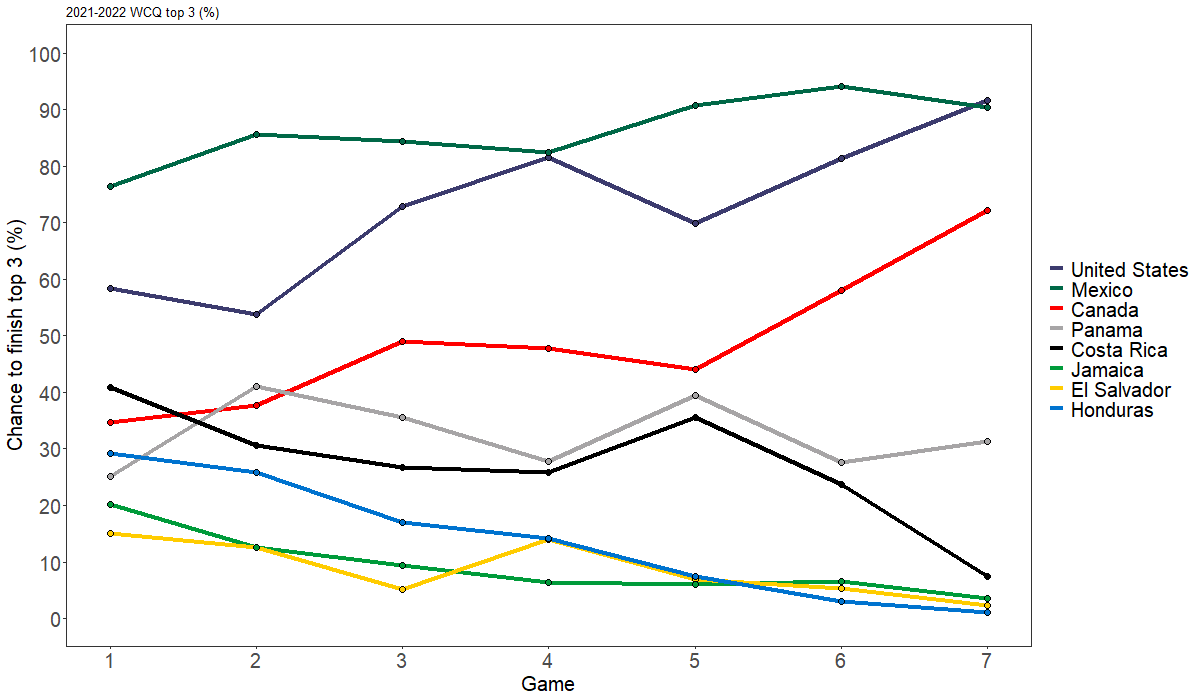 2021-2022 WCQ top 3 (%)
Chance to finish top 3 (%)
100
90
80
70
60
50
40
30
20
10
0
1 2 3 4 5 6 7
Game
United States
Mexico
Canada
Panama
Costa Rica
Jamaica
El Salvador
Honduras